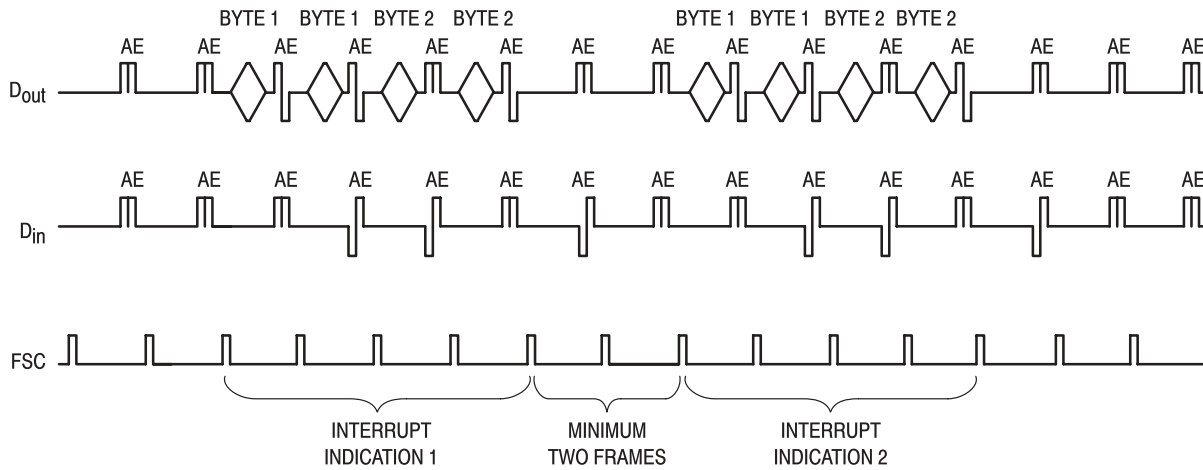 BYTE 1 BYTE 1 BYTE 2 BYTE 2 BYTE 1 BYTE 1 BYTE 2 BYTE 2
AE AE AE AE AE AE AE AE AE AE AE AE AE AE AE
Dout
AE AE AE AE AE AE AE AE AE AE AE AE AE AE AE
Din
FSC
INTERRUPT INDICATION 1
MINIMUM TWO FRAMES
INTERRUPT INDICATION 2